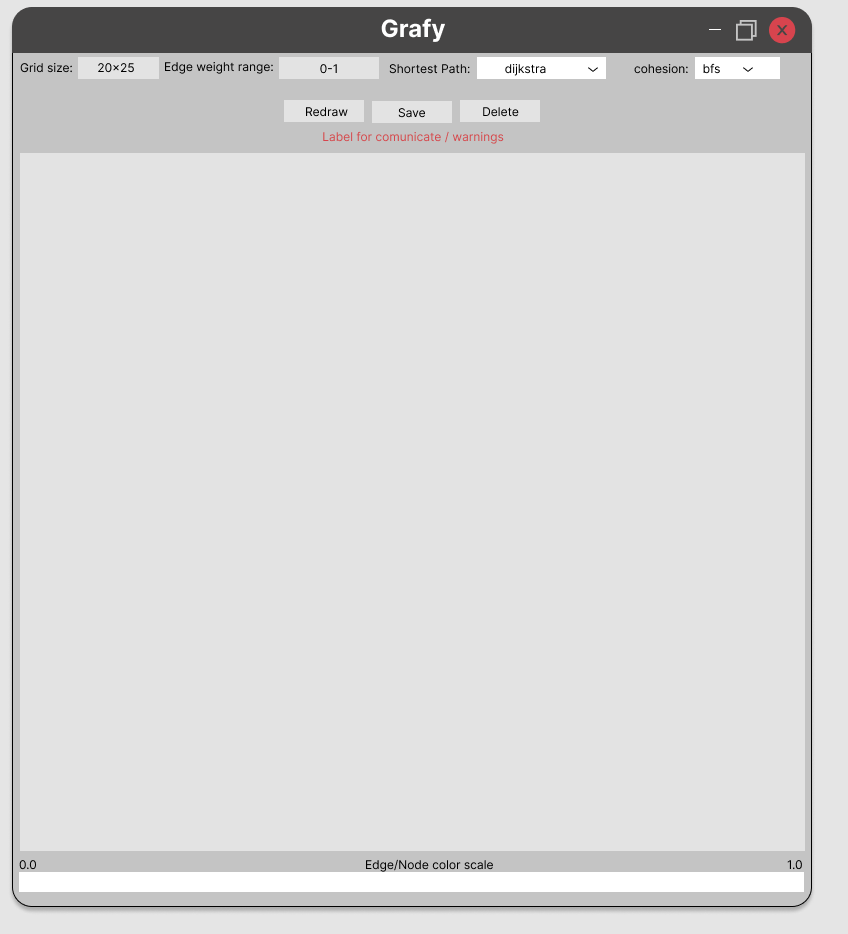 Grafy
X
Grid size: 20×25 Edge weight range: 0-1 Shortest Path: dijkstra cohesion: bfs
Redraw Save Delete
Label for comunicate / warnings
0.0 Edge/Node color scale 1.0